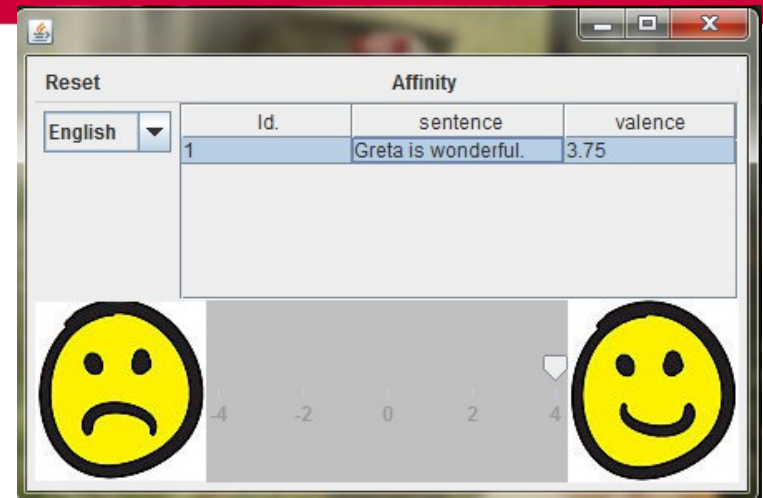 Reset Affinity
English
Id. sentence valence
1 Greta is wonderful. 3.75
-4 -2 0 2 4